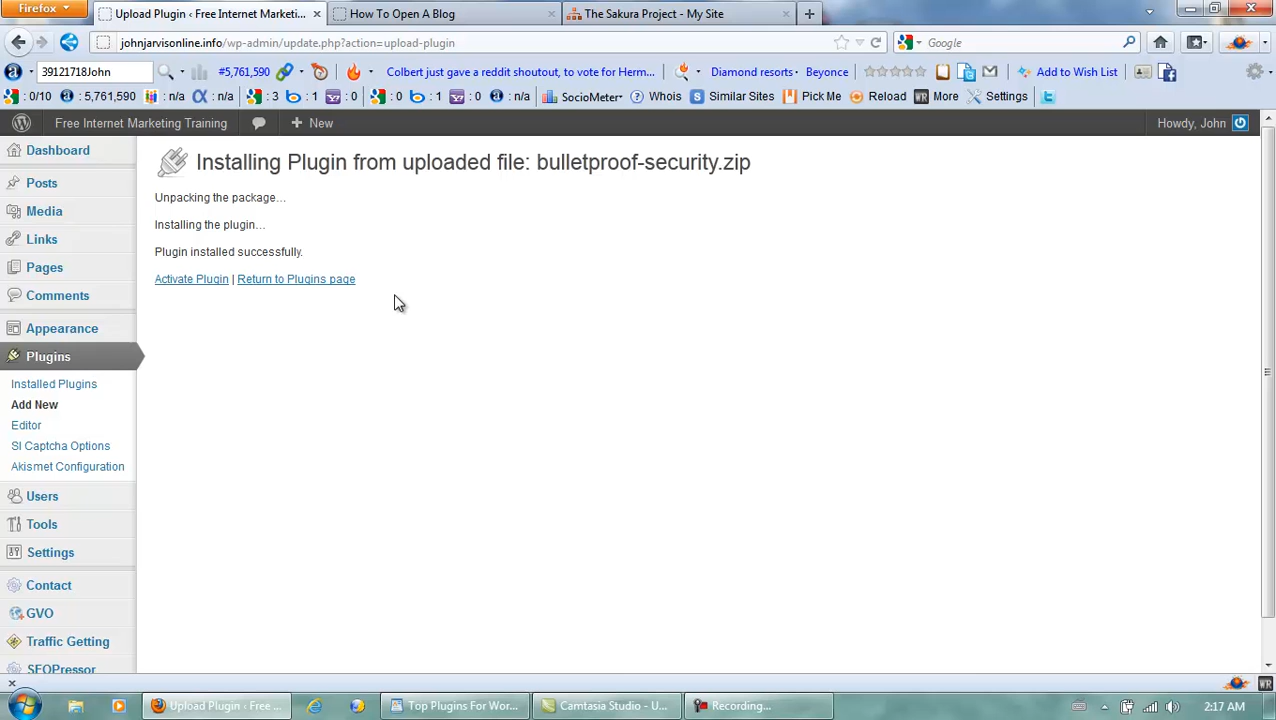 Firefox
Upload Plugin ‹ Free Internet Marketi...
How To Open A Blog
The Sakura Project - My Site
johnjarvisonline.info/wp-admin/update.php?action=upload-plugin
Google
39121718John
#5,761,590
Colbert just gave a reddit shoutout, to vote for Herm...
Diamond resorts
Beyonce
Add to Wish List
: 0/10
: 5,761,590
: n/a
: n/a
: 3
: 1
: 0
: 0
: 1
: 0
: n/a
SocioMeter
Whois
Similar Sites
Pick Me
Reload
WR
More
Settings
Free Internet Marketing Training
New
Howdy, John
Dashboard
Posts
Media
Links
Pages
Comments
Appearance
Plugins
Installed Plugins
Add New
Editor
SI Captcha Options
Akismet Configuration
Users
Tools
Settings
Contact
GVO
Traffic Getting
SEOPressor
Installing Plugin from uploaded file: bulletproof-security.zip
Unpacking the package…
Installing the plugin…
Plugin installed successfully.
Activate Plugin | Return to Plugins page
WR
Upload Plugin ‹ Free ...
Top Plugins For Wor...
Camtasia Studio - U...
Recording...
2:17 AM